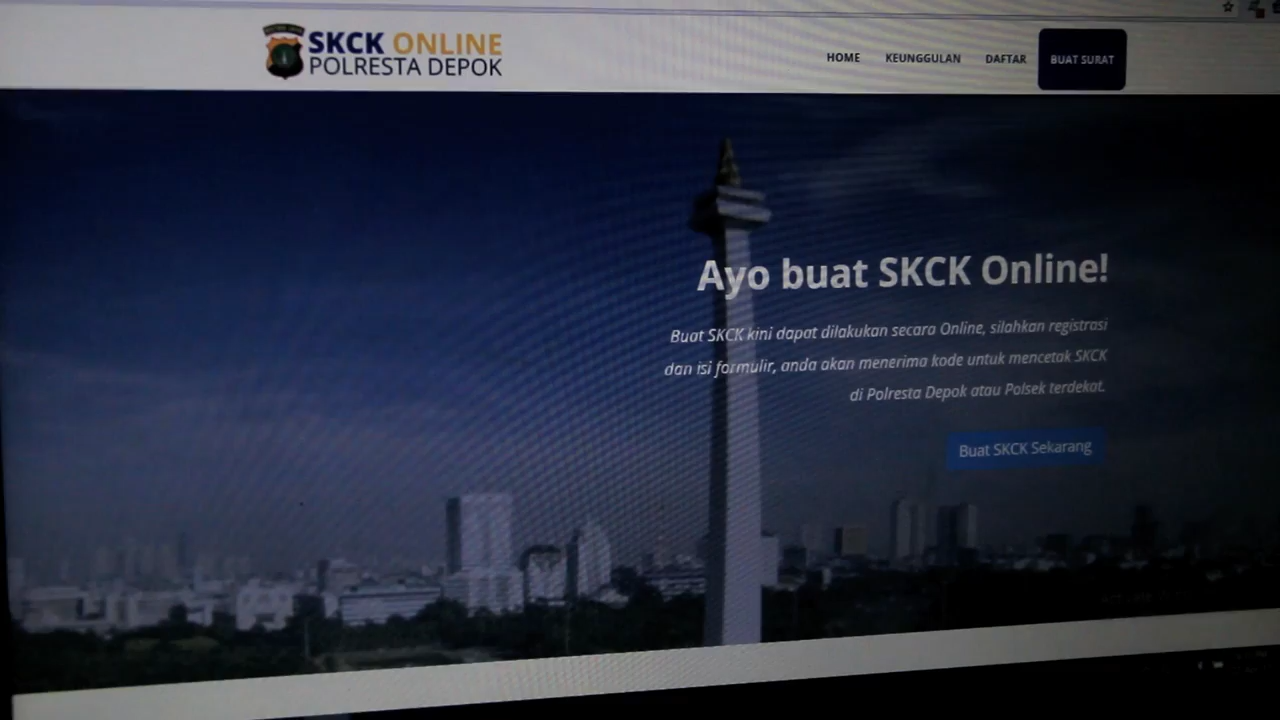 SKCK ONLINE
POLRESTA DEPOK
HOME KEUNGGULAN DAFTAR BUAT SURAT
Ayo buat SKCK Online!
Buat SKCK kini dapat dilakukan secara Online, silahkan registrasi
dan isi formulir, anda akan menerima kode untuk mencetak SKCK
di Polresta Depok atau Polsek terdekat.
Buat SKCK Sekarang